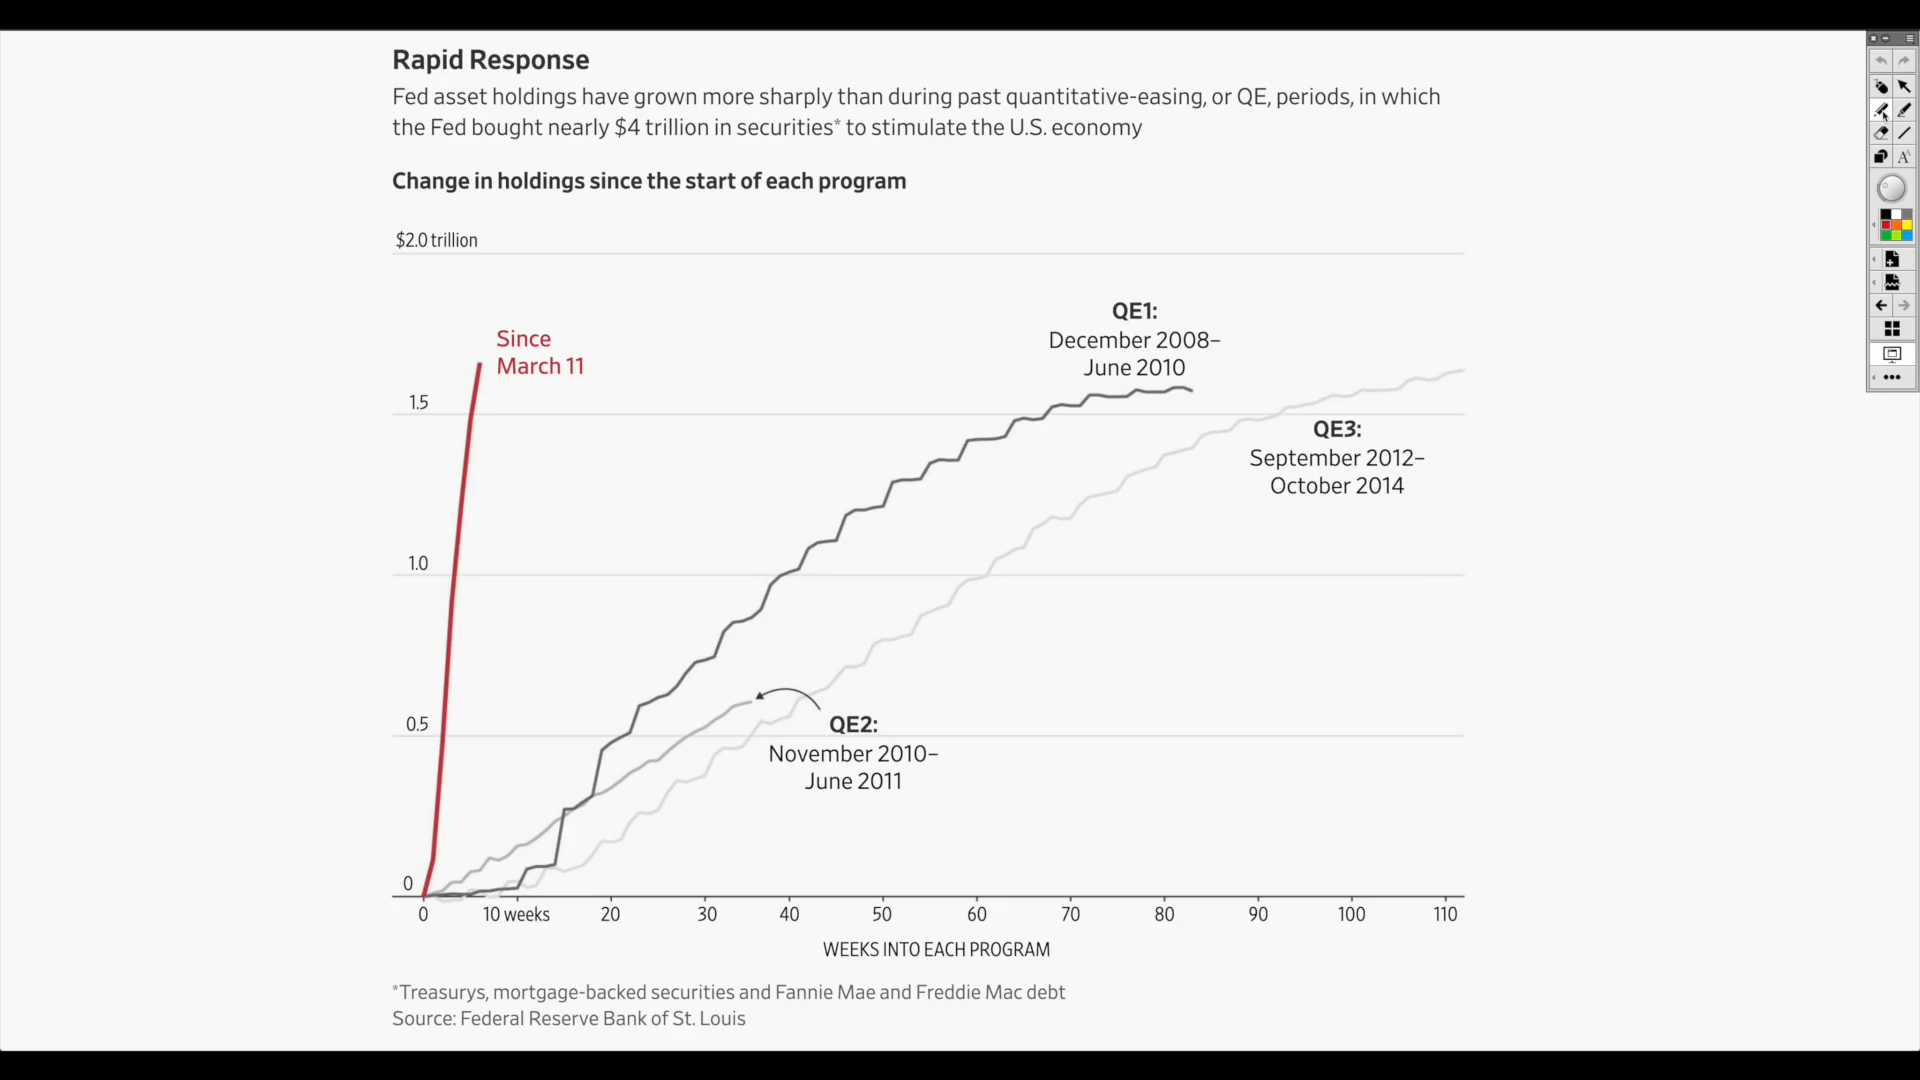 Rapid Response
Fed asset holdings have grown more sharply than during past quantitative-easing, or QE, periods, in which
the Fed bought nearly $4 trillion in securities* to stimulate the U.S. economy
Change in holdings since the start of each program
$2.0 trillion
QE1:
December 2008–
June 2010
Since
March 11
1.5
QE3:
September 2012–
October 2014
1.0
0.5
QE2:
November 2010–
June 2011
0
0 10 weeks 20 30 40 50 60 70 80 90 100 110
WEEKS INTO EACH PROGRAM
*Treasurys, mortgage-backed securities and Fannie Mae and Freddie Mac debt
Source: Federal Reserve Bank of St. Louis